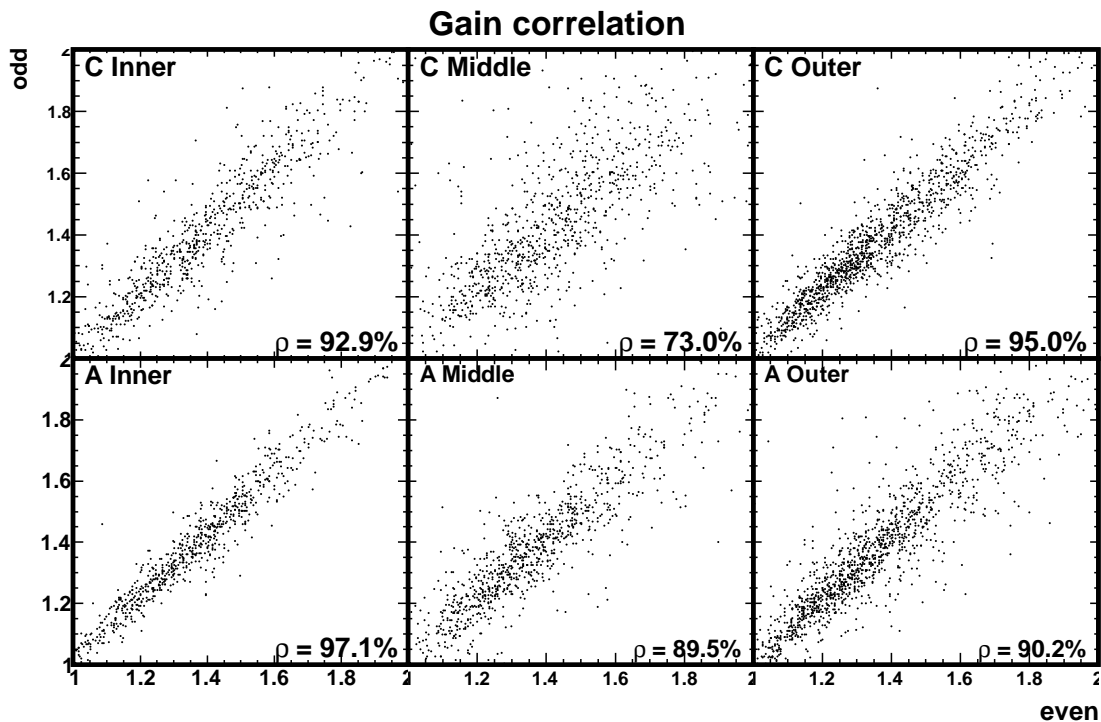 Gain correlation
odd
2
C Inner
C Middle
C Outer
1.8
1.6
1.4
1.2
ρ = 92.9%
ρ = 73.0%
ρ = 95.0%
2
A Inner
A Middle
A Outer
1.8
1.6
1.4
1.2
1
ρ = 97.1%
ρ = 89.5%
ρ = 90.2%
1 1.2 1.4 1.6 1.8 1.2 1.4 1.6 1.8 1.2 1.4 1.6 1.8 2
even